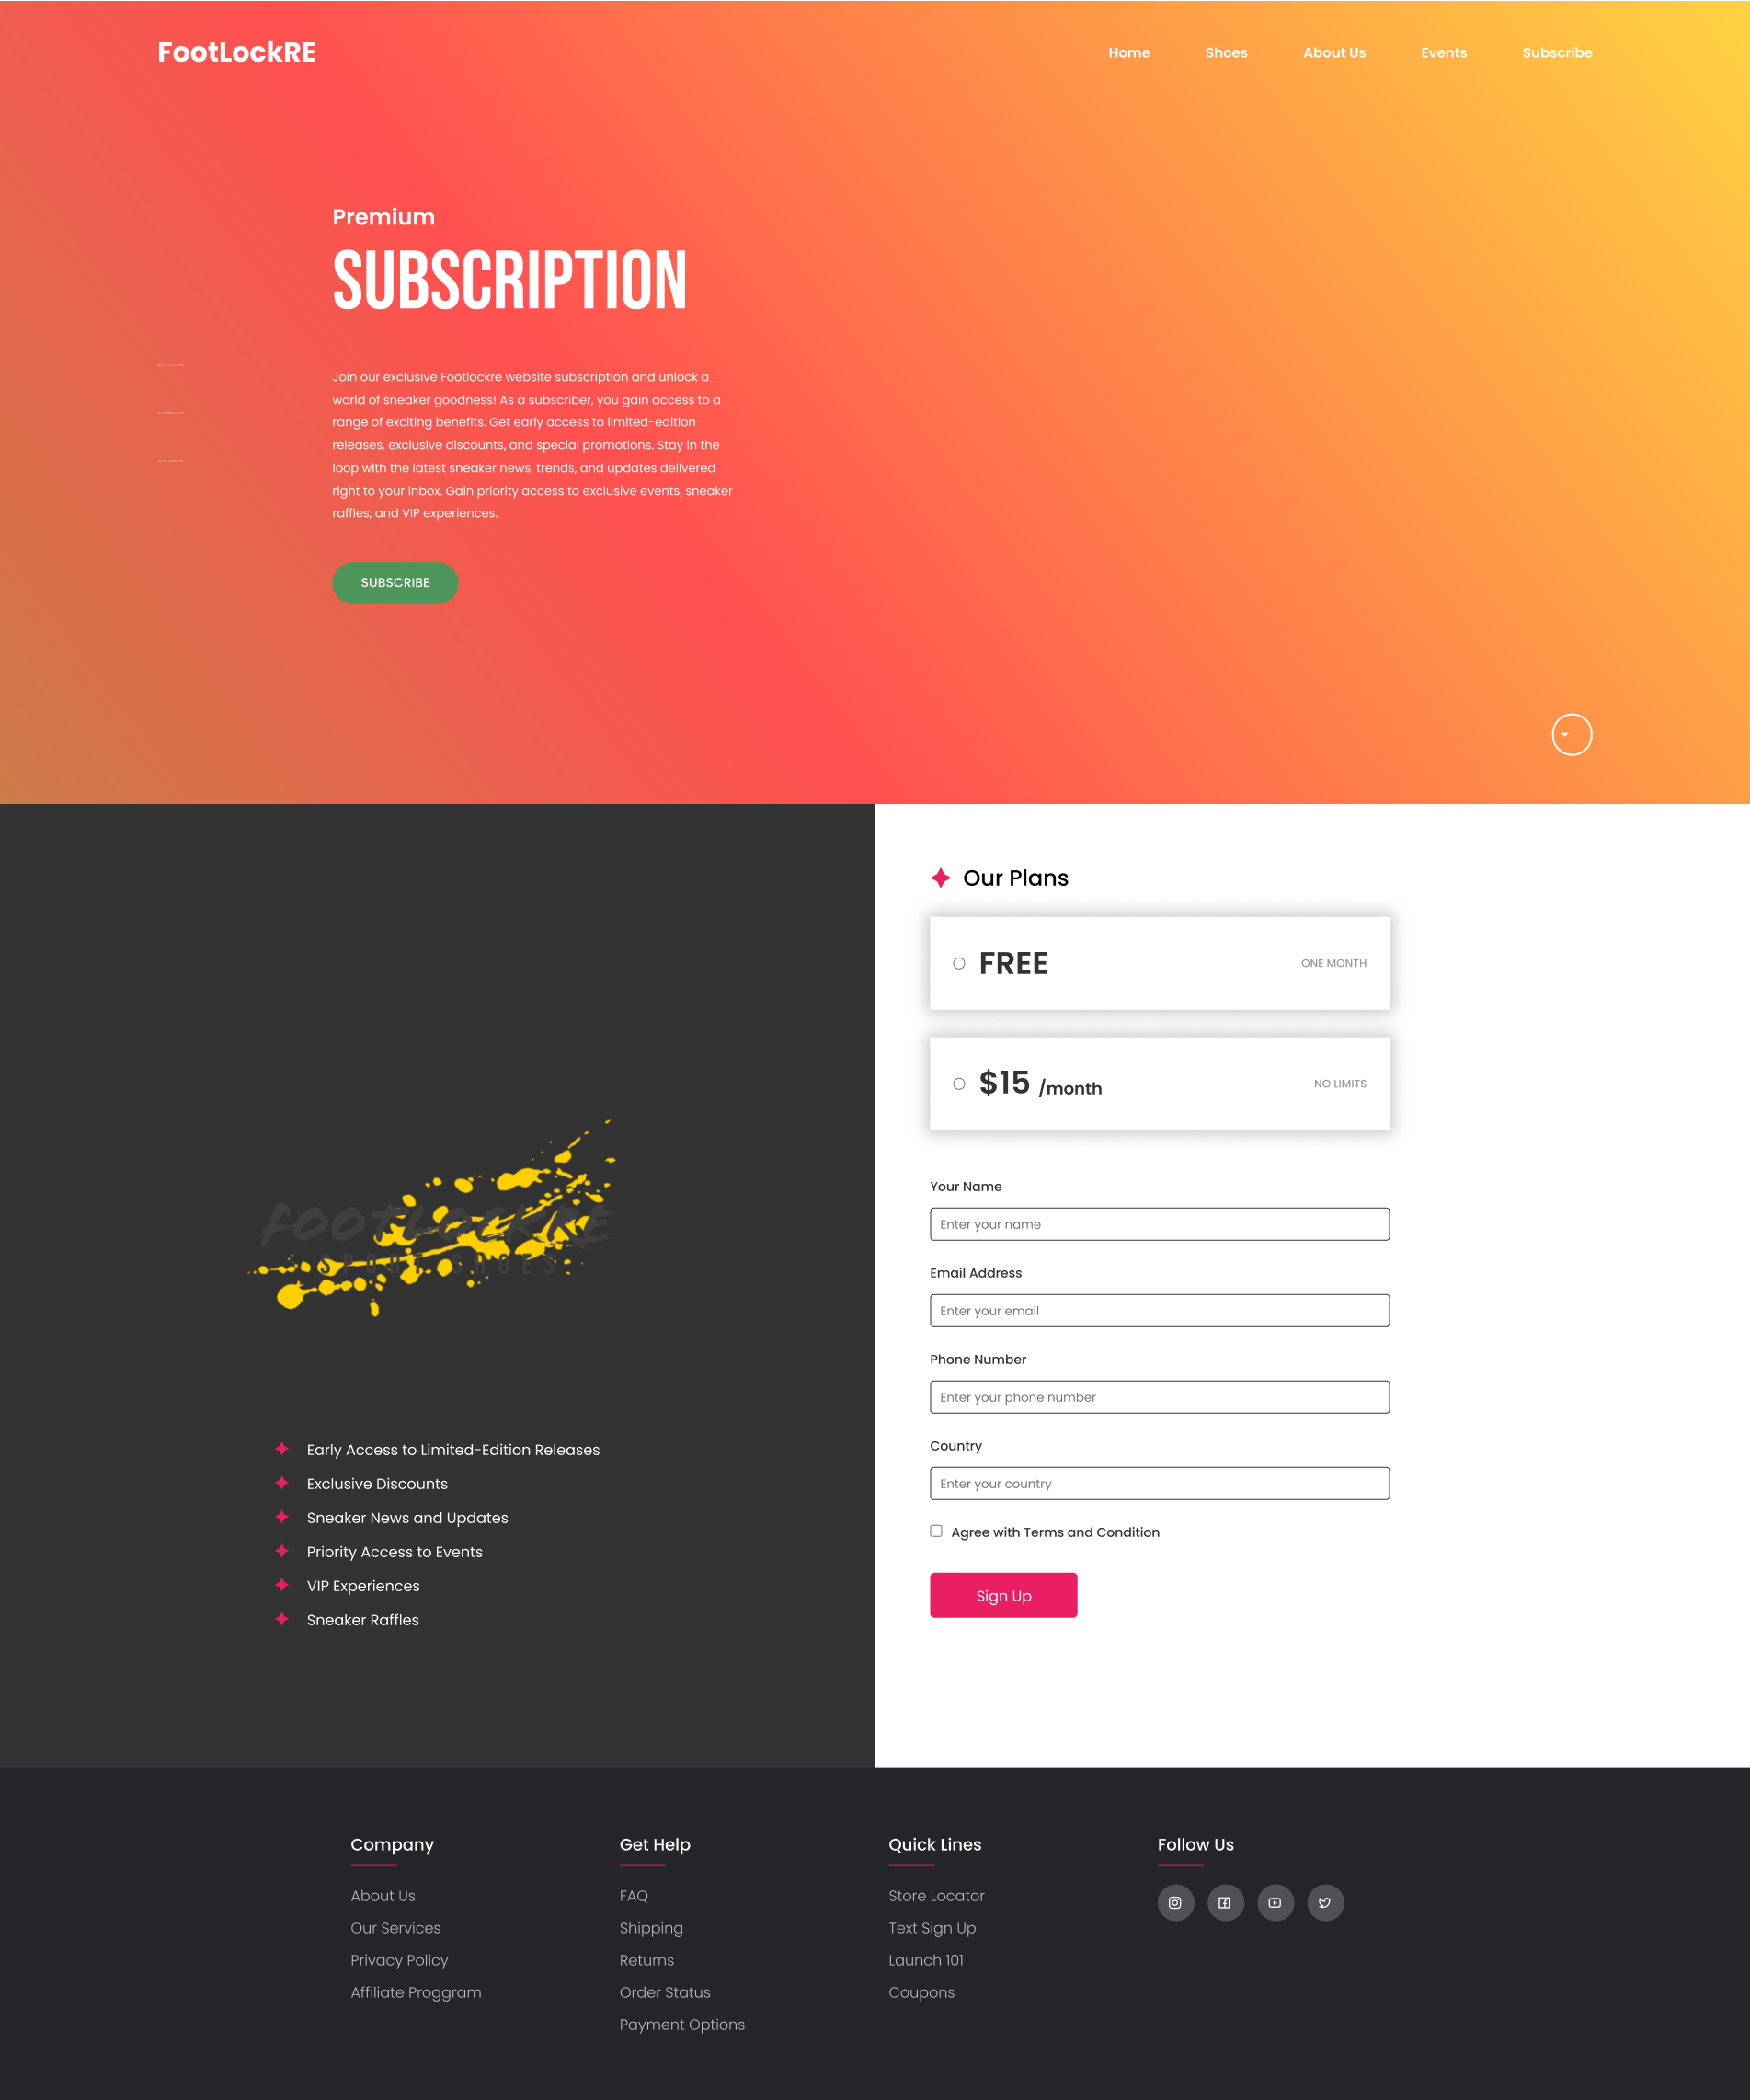 FootLockRE
Home
Shoes
About Us
Events
Subscribe
Premium
SUBSCRIPTION
Join our exclusive Footlockre website subscription and unlock a
world of sneaker goodness! As a subscriber, you gain access to a
range of exciting benefits. Get early access to limited-edition
releases, exclusive discounts, and special promotions. Stay in the
loop with the latest sneaker news, trends, and updates delivered
right to your inbox. Gain priority access to exclusive events, sneaker
raffles, and VIP experiences.
SUBSCRIBE
footlockre
SPORT SHOES
Early Access to Limited-Edition Releases
Exclusive Discounts
Sneaker News and Updates
Priority Access to Events
VIP Experiences
Sneaker Raffles
Our Plans
FREE
ONE MONTH
$15 /month
NO LIMITS
Your Name
Enter your name
Email Address
Enter your email
Phone Number
Enter your phone number
Country
Enter your country
Agree with Terms and Condition
Sign Up
Company
About Us
Our Services
Privacy Policy
Affiliate Proggram
Get Help
FAQ
Shipping
Returns
Order Status
Payment Options
Quick Lines
Store Locator
Text Sign Up
Launch 101
Coupons
Follow Us